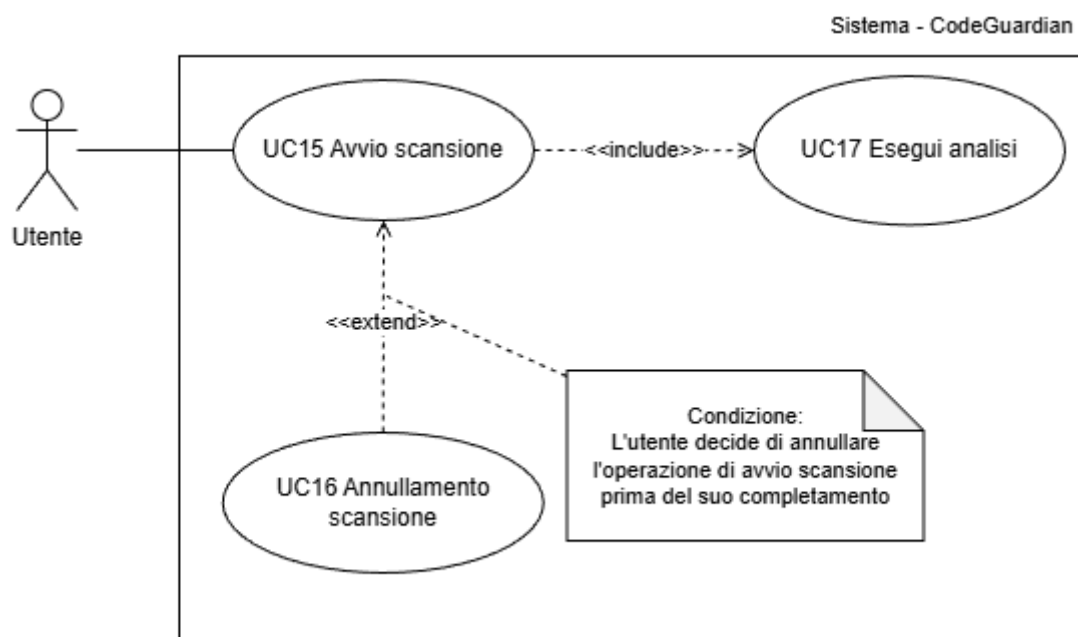 Sistema - CodeGuardian
UC15 Avvio scansione
<<include>>
UC17 Esegui analisi
Utente
<<extend>>
Condizione:
L'utente decide di annullare
l'operazione di avvio scansione
prima del suo completamento
UC16 Annullamento
scansione